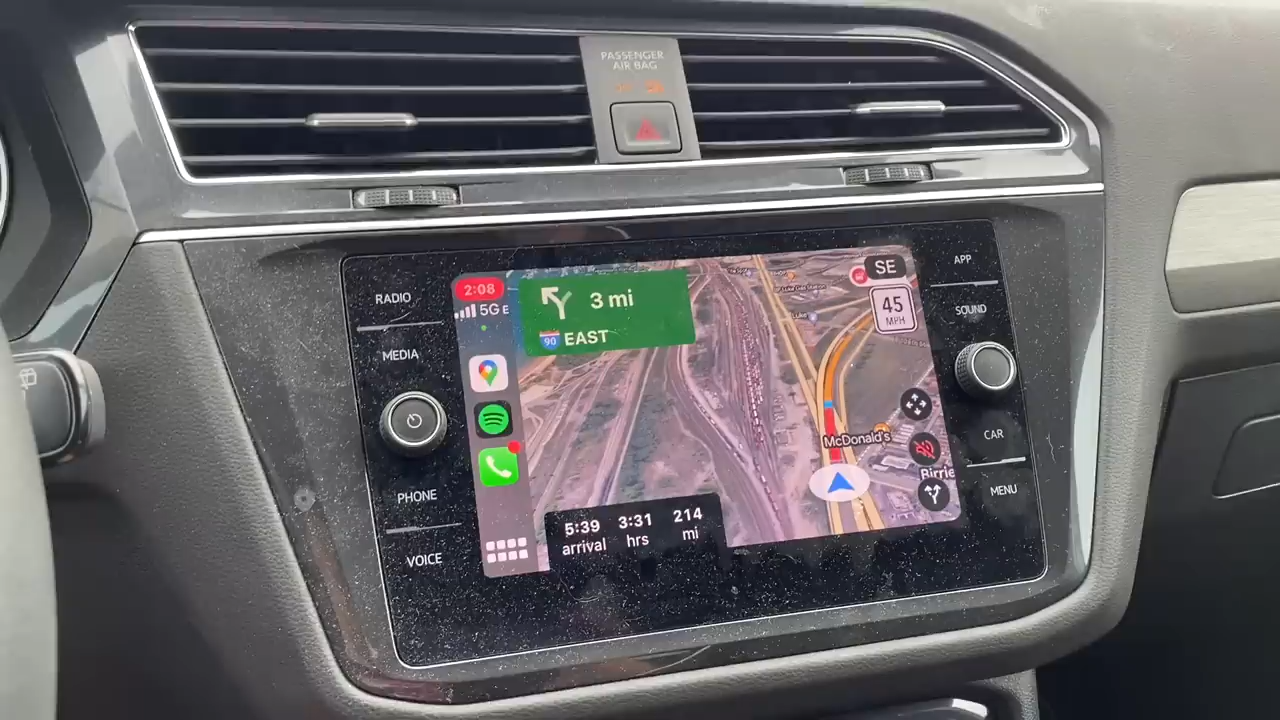 PASSENGER
AIR BAG
RADIO
MEDIA
PHONE
VOICE
2:08
5G E
3 mi
90 EAST
SE
45
MPH
McDonald's
Birrie
5:39 3:31 214
arrival hrs mi
APP
SOUND
CAR
MENU